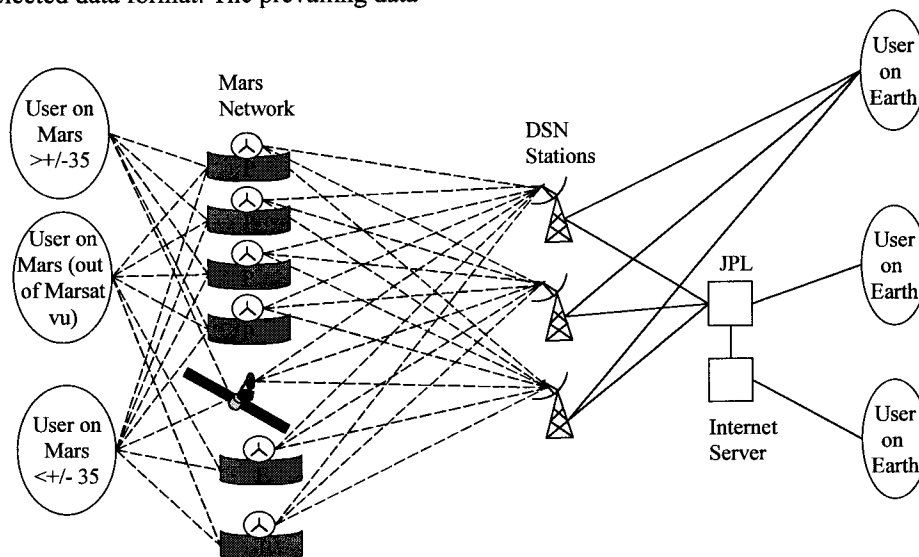 elected data format. The prevailing data
User on
Mars
>+/-35
Mars
Network
DSN
Stations
User
on
Earth
User on
Mars (out
of Marsat
vu)
JPL
User
on
Earth
User on
Mars
<+/- 35
Internet
Server
User
on
Earth